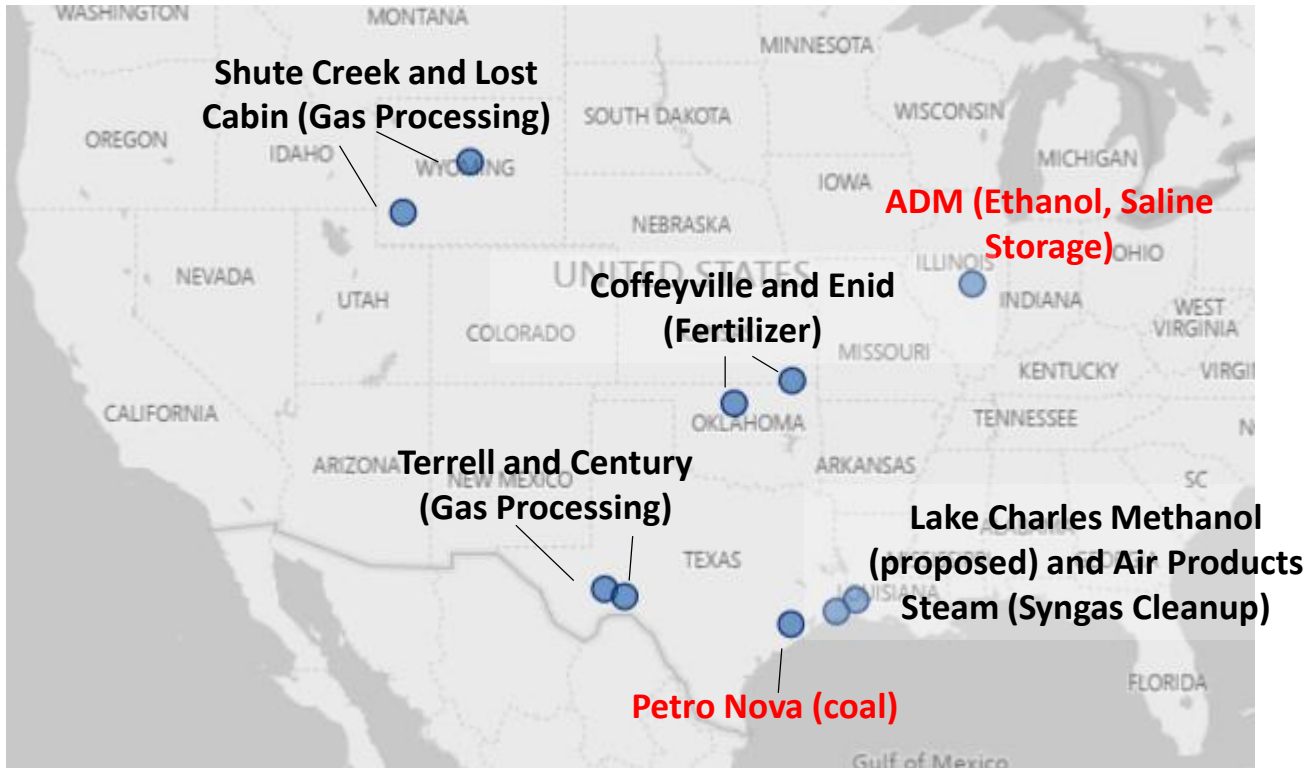 WASHINGTON
MONTANA
MINNESOTA
Shute Creek and Lost
Cabin (Gas Processing)
SOUTH DAKOTA
WISCONSIN
OREGON
IDAHO
WYOMING
MICHIGAN
IOWA
ADM (Ethanol, Saline
Storage)
NEBRASKA
OHIO
ILLINOIS
NEVADA
UNITED STATES
UTAH
Coffeyville and Enid
(Fertilizer)
INDIANA
WEST
VIRGINIA
COLORADO
MISSOURI
KENTUCKY
VIRGI
CALIFORNIA
OKLAHOMA
TENNESSEE
N
ARIZONA
Terrell and Century
(Gas Processing)
NEW MEXICO
ARKANSAS
SC
Lake Charles Methanol
(proposed) and Air Products
Steam (Syngas Cleanup)
ALABAMA
MISSISSIPPI
GEORGIA
TEXAS
LOUISIANA
Petro Nova (coal)
FLORIDA
Gulf of Mexico